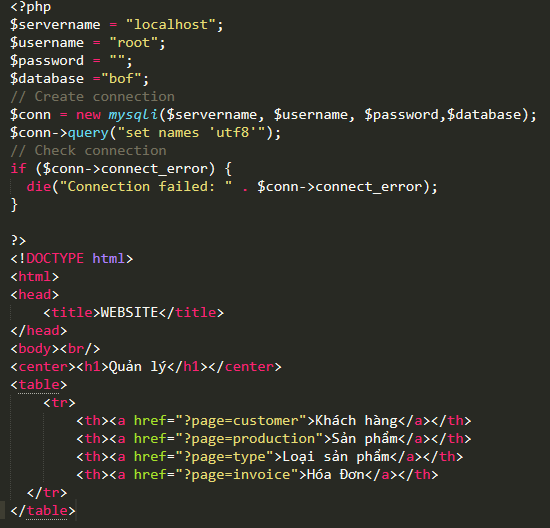 <?php
$servername = "localhost";
$username = "root";
$password = "";
$database ="bof";
// Create connection
$conn = new mysqli($servername, $username, $password,$database);
$conn->query("set names 'utf8'");
// Check connection
if ($conn->connect_error) {
  die("Connection failed: " . $conn->connect_error);
}

?>
<!DOCTYPE html>
<html>
<head>
    <title>WEBSITE</title>
</head>
<body><br/>
<center><h1>Quản lý</h1></center>
<table>
    <tr>
        <th><a href="?page=customer">Khách hàng</a></th>
        <th><a href="?page=production">Sản phẩm</a></th>
        <th><a href="?page=type">Loại sản phẩm</a></th>
        <th><a href="?page=invoice">Hóa Đơn</a></th>
  </tr>
</table>